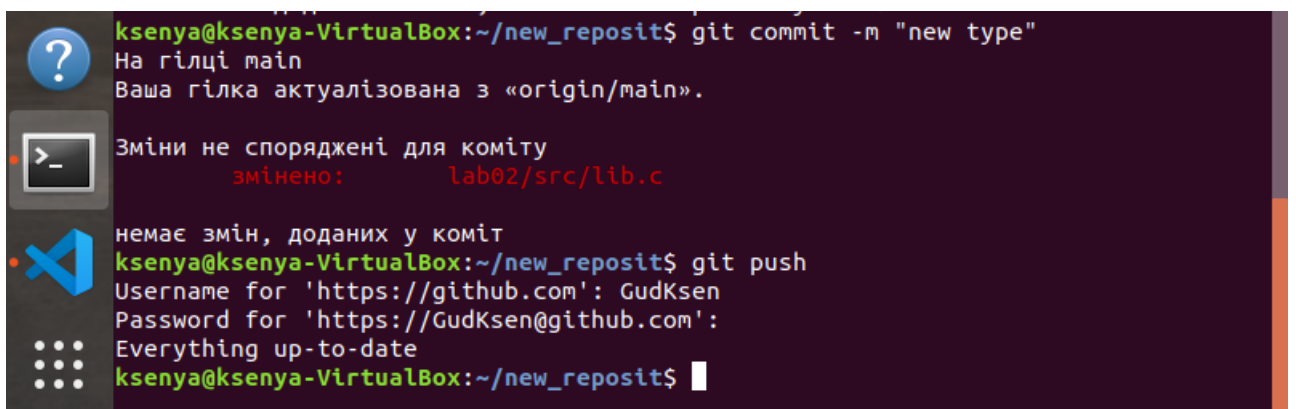 ksenya@ksenya-VirtualBox:~/new_reposit$ git commit -m "new type"
На гілці main
Ваша гілка актуалізована з «origin/main».
Зміни не споряджені для коміту
змінено: lab02/src/lib.c
немає змін, доданих у коміт
ksenya@ksenya-VirtualBox:~/new_reposit$ git push
Username for 'https://github.com': GudKsen
Password for 'https://GudKsen@github.com':
Everything up-to-date
ksenya@ksenya-VirtualBox:~/new_reposit$